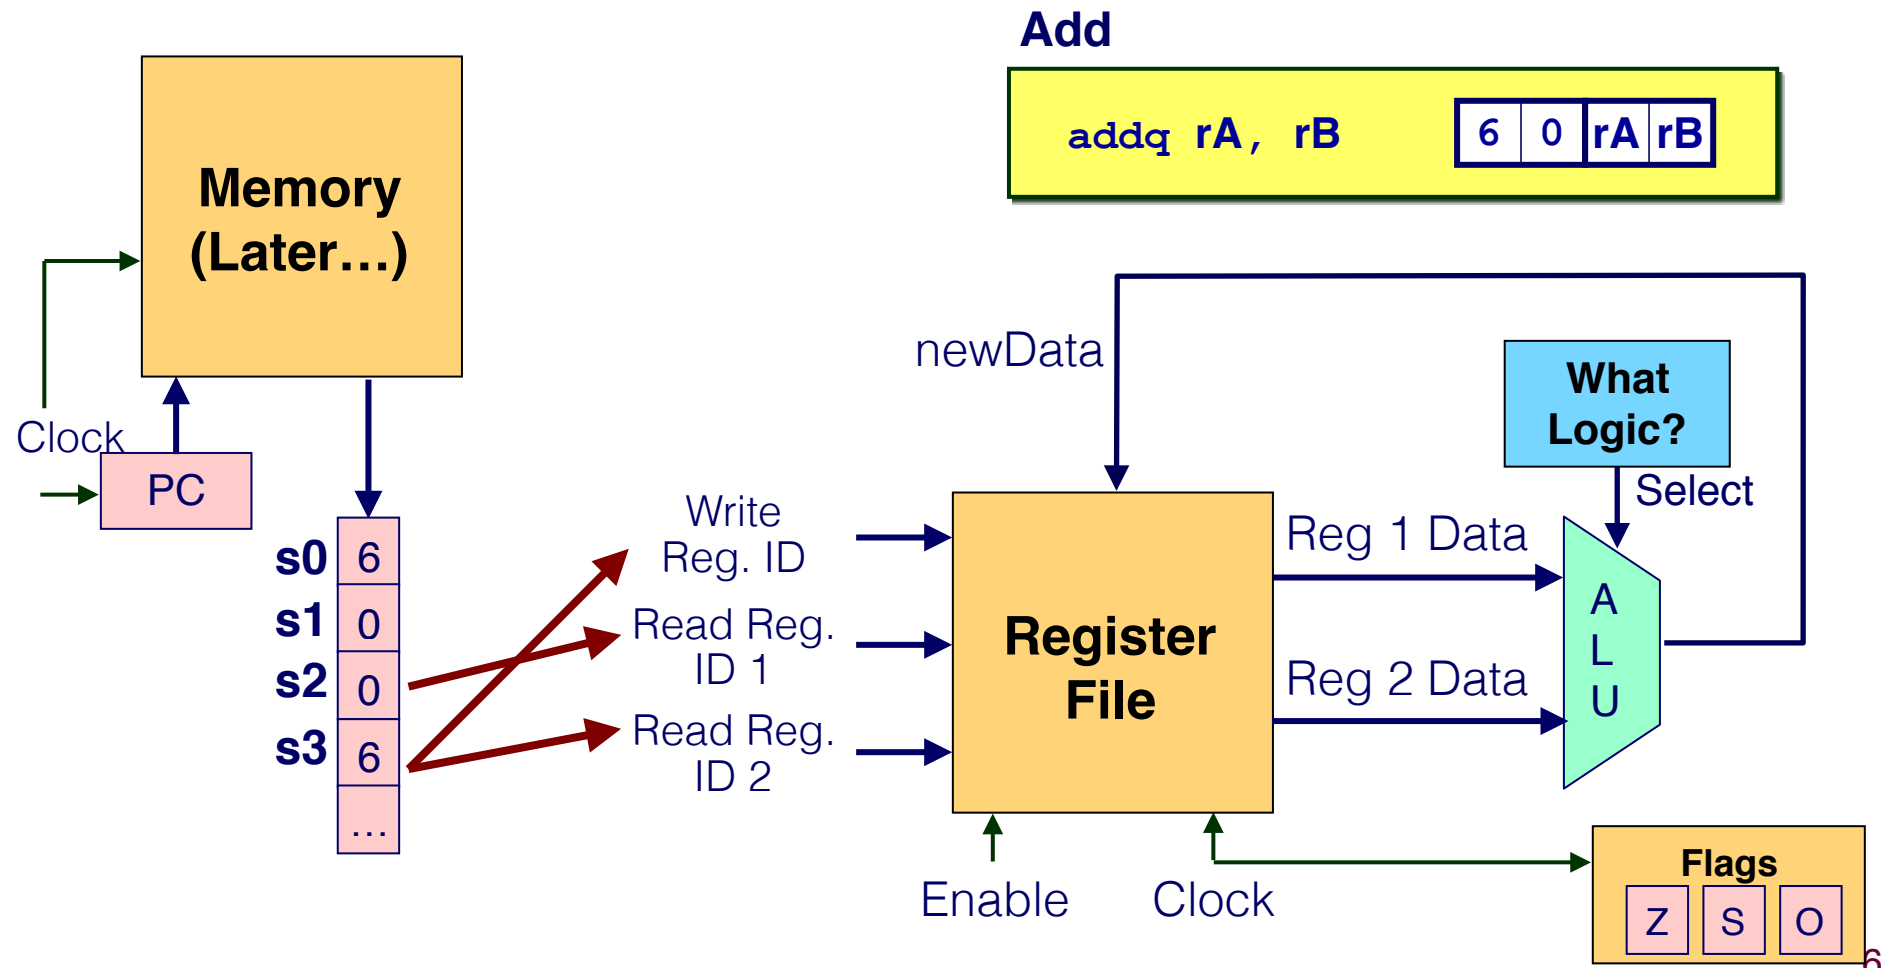 Add
addq rA, rB
6 0 rA rB
Memory
(Later...)
Clock
PC
s0 6
s1 0
s2 0
s3 6
...
Write
Reg. ID
Read Reg.
ID 1
Read Reg.
ID 2
newData
Register
File
Enable
Clock
Reg 1 Data
Reg 2 Data
What
Logic?
Select
A
L
U
Flags
Z S O
6